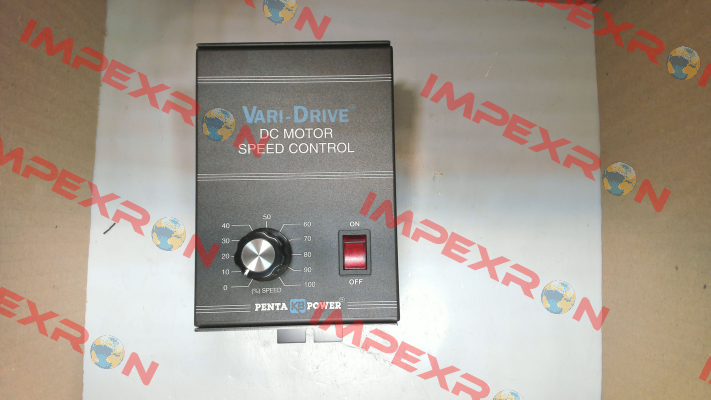 VARI-DRIVE®
DC MOTOR
SPEED CONTROL
50
40 60
30 70
20 80
10 90
0 100
(%) SPEED
ON
OFF
PENTA KB POWER
IMPEXRON
IMPEXRON
IMPEXRON
IMPEXRON
IMPEXRON
IMPEXRON
IMPEXRON
IMPEXRON